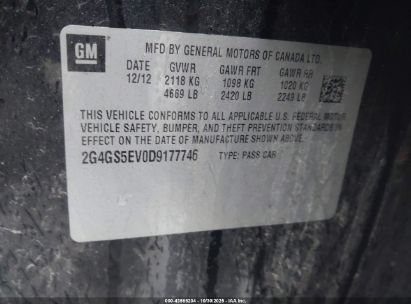 GM
MFD BY GENERAL MOTORS OF CANADA LTD.
DATE GVWR GAWR FRT GAWR RR
12/12 2118 KG 1098 KG 1020 KG
4669 LB 2420 LB 2249 LB
THIS VEHICLE CONFORMS TO ALL APPLICABLE U.S. FEDERAL MOTOR
VEHICLE SAFETY, BUMPER, AND THEFT PREVENTION STANDARDS IN
EFFECT ON THE DATE OF MANUFACTURE SHOWN ABOVE.
2G4GS5EV0D9177746 TYPE: PASS CAR